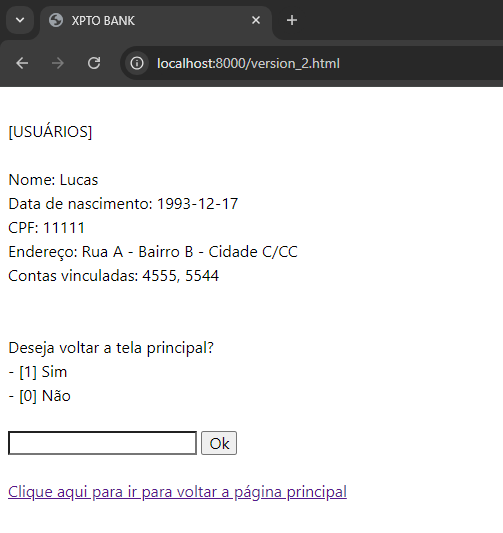 XPTO BANK
localhost:8000/version_2.html
[USUÁRIOS]
Nome: Lucas
Data de nascimento: 1993-12-17
CPF: 11111
Endereço: Rua A - Bairro B - Cidade C/CC
Contas vinculadas: 4555, 5544
Deseja voltar a tela principal?
- [1] Sim
- [0] Não
Ok
Clique aqui para ir para voltar a página principal